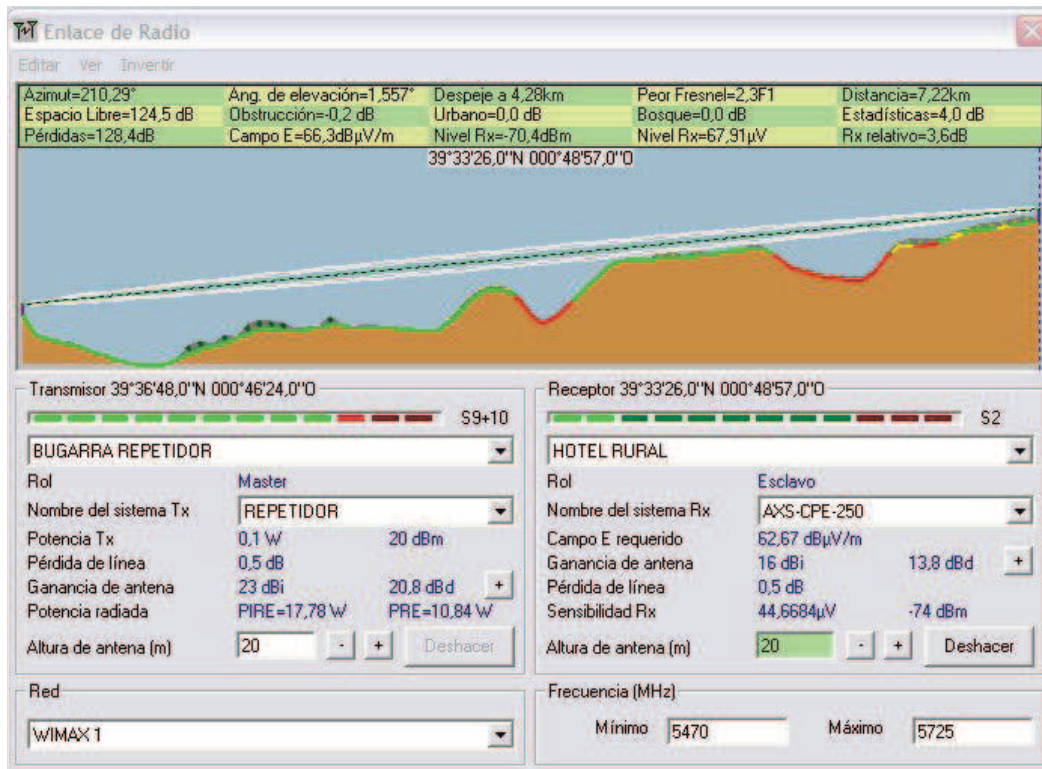 Enlace de Radio
Editar Ver Invertir
Azimut=210,29° Ang. de elevación=1,557° Despeje a 4,28km Peor Fresnel=2,3F1 Distancia=7,22km
Espacio Libre=124,5 dB Obstrucción=-0,2 dB Urbano=0,0 dB Bosque=0,0 dB Estadísticas=4,0 dB
Pérdidas=128,4dB Campo E=66,3dBµV/m Nivel Rx=-70,4dBm Nivel Rx=67,91µV Rx relativo=3,6dB
39°33'26,0"N 000°48'57,0"O
Transmisor 39°36'48,0"N 000°46'24,0"O
S9+10
BUGARRA REPETIDOR
Rol Master
Nombre del sistema Tx REPETIDOR
Potencia Tx 0,1 W 20 dBm
Pérdida de línea 0,5 dB
Ganancia de antena 23 dBi 20,8 dBd +
Potencia radiada PIRE=17,78 W PRE=10,84 W
Altura de antena (m) 20 - + Deshacer
Red
WIMAX 1
Receptor 39°33'26,0"N 000°48'57,0"O
S2
HOTEL RURAL
Rol Esclavo
Nombre del sistema Rx AXS-CPE-250
Campo E requerido 62,67 dBµV/m
Ganancia de antena 16 dBi 13,8 dBd +
Pérdida de línea 0,5 dB
Sensibilidad Rx 44,6684µV -74 dBm
Altura de antena (m) 20 - + Deshacer
Frecuencia (MHz)
Mínimo 5470 Máximo 5725